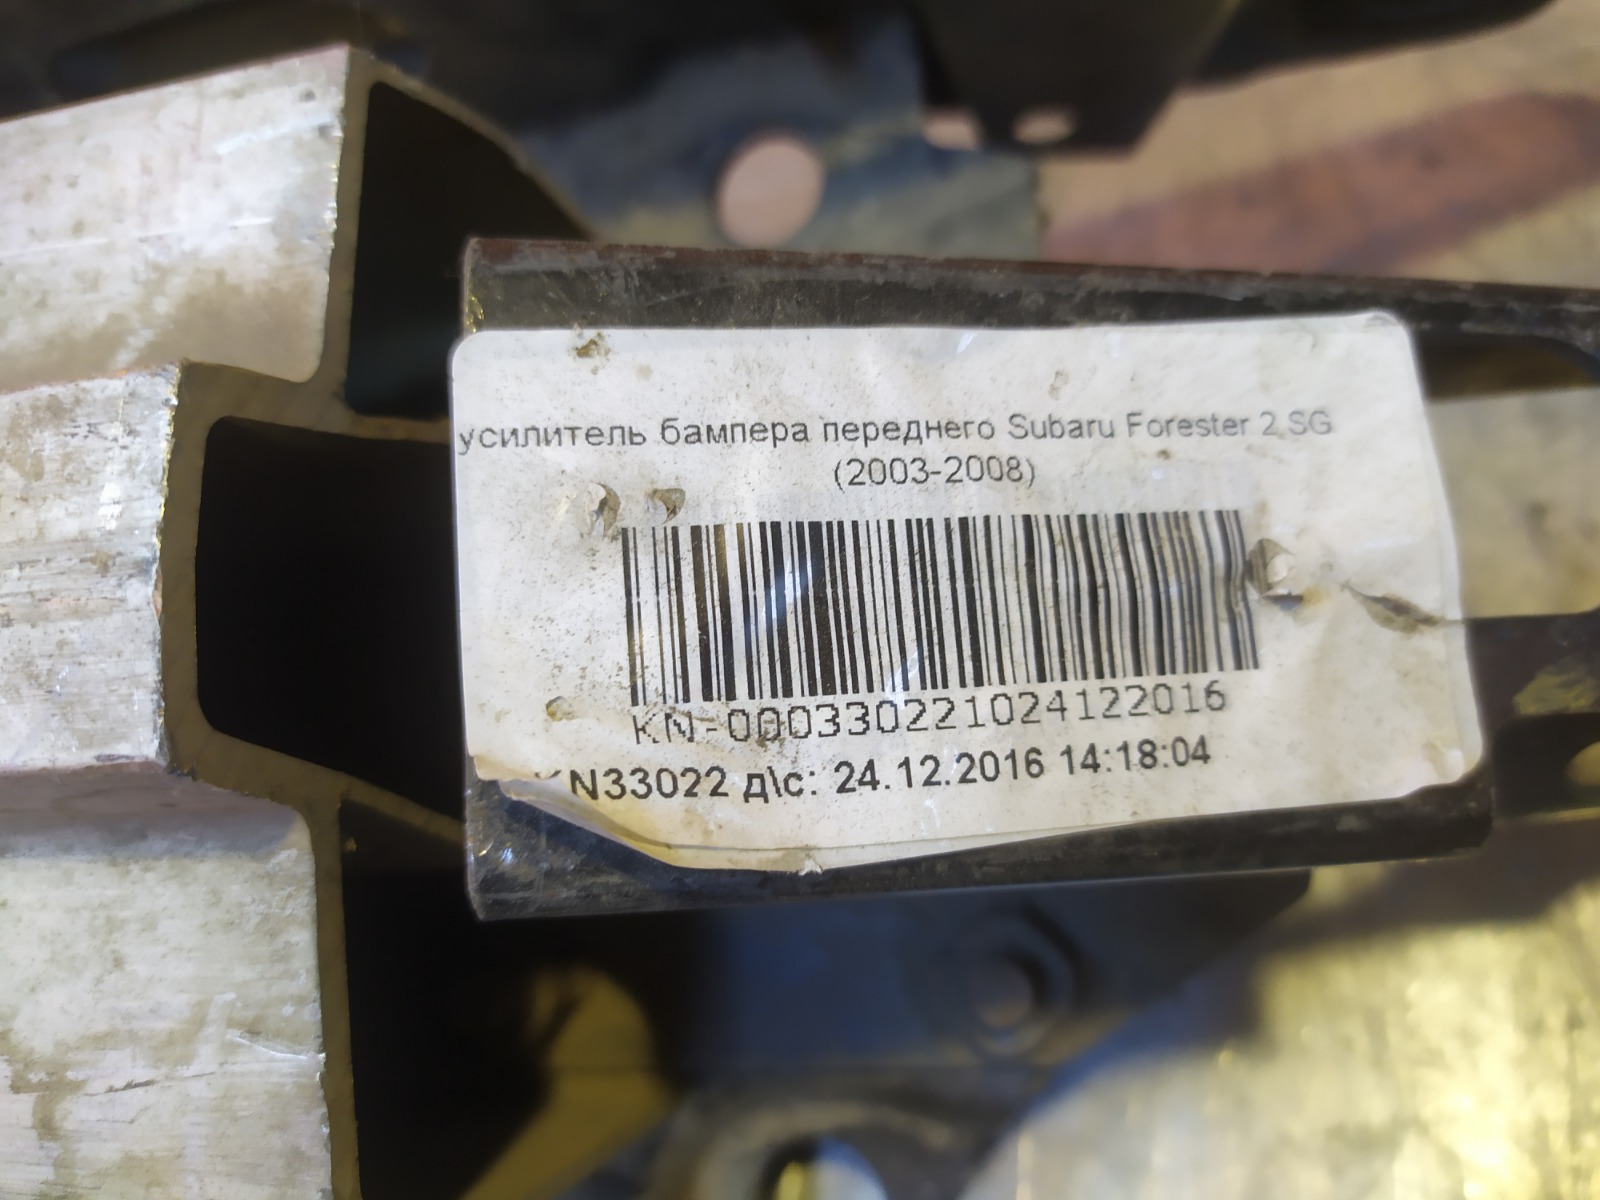 усилитель бампера переднего Subaru Forester 2 SG
(2003-2008)
KN-000330221024122016
KN33022 д\с: 24.12.2016 14:18:04